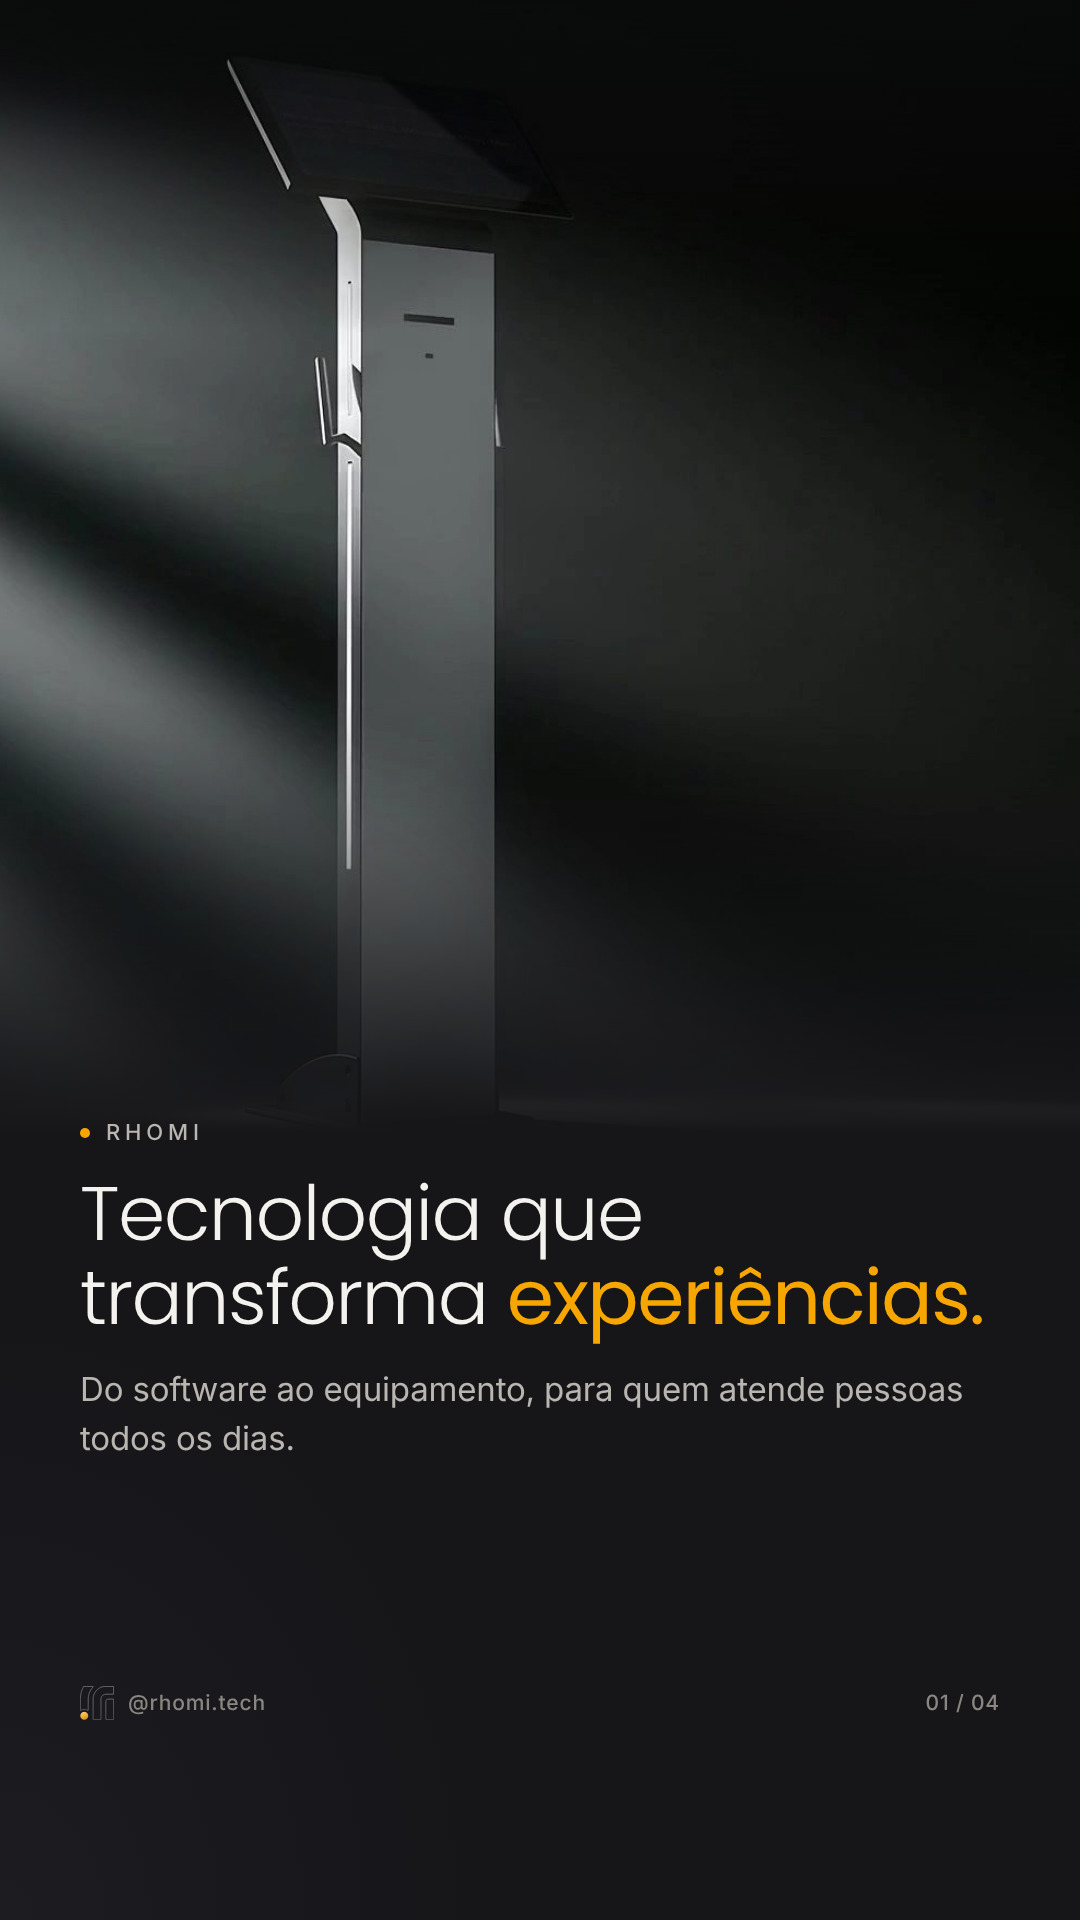 RHOMI
Tecnologia que
transforma experiências.
Do software ao equipamento, para quem atende pessoas
todos os dias.
@rhomi.tech
01 / 04